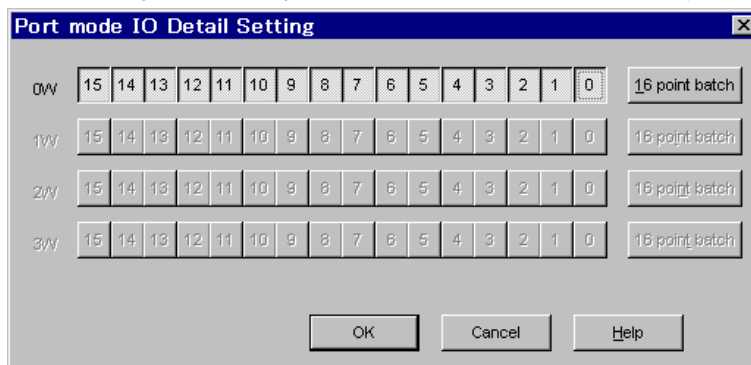 Port mode IO Detail Setting
0W 15 14 13 12 11 10 9 8 7 6 5 4 3 2 1 0 16 point batch
1W 15 14 13 12 11 10 9 8 7 6 5 4 3 2 1 0 16 point batch
2W 15 14 13 12 11 10 9 8 7 6 5 4 3 2 1 0 16 point batch
3W 15 14 13 12 11 10 9 8 7 6 5 4 3 2 1 0 16 point batch
OK Cancel Help